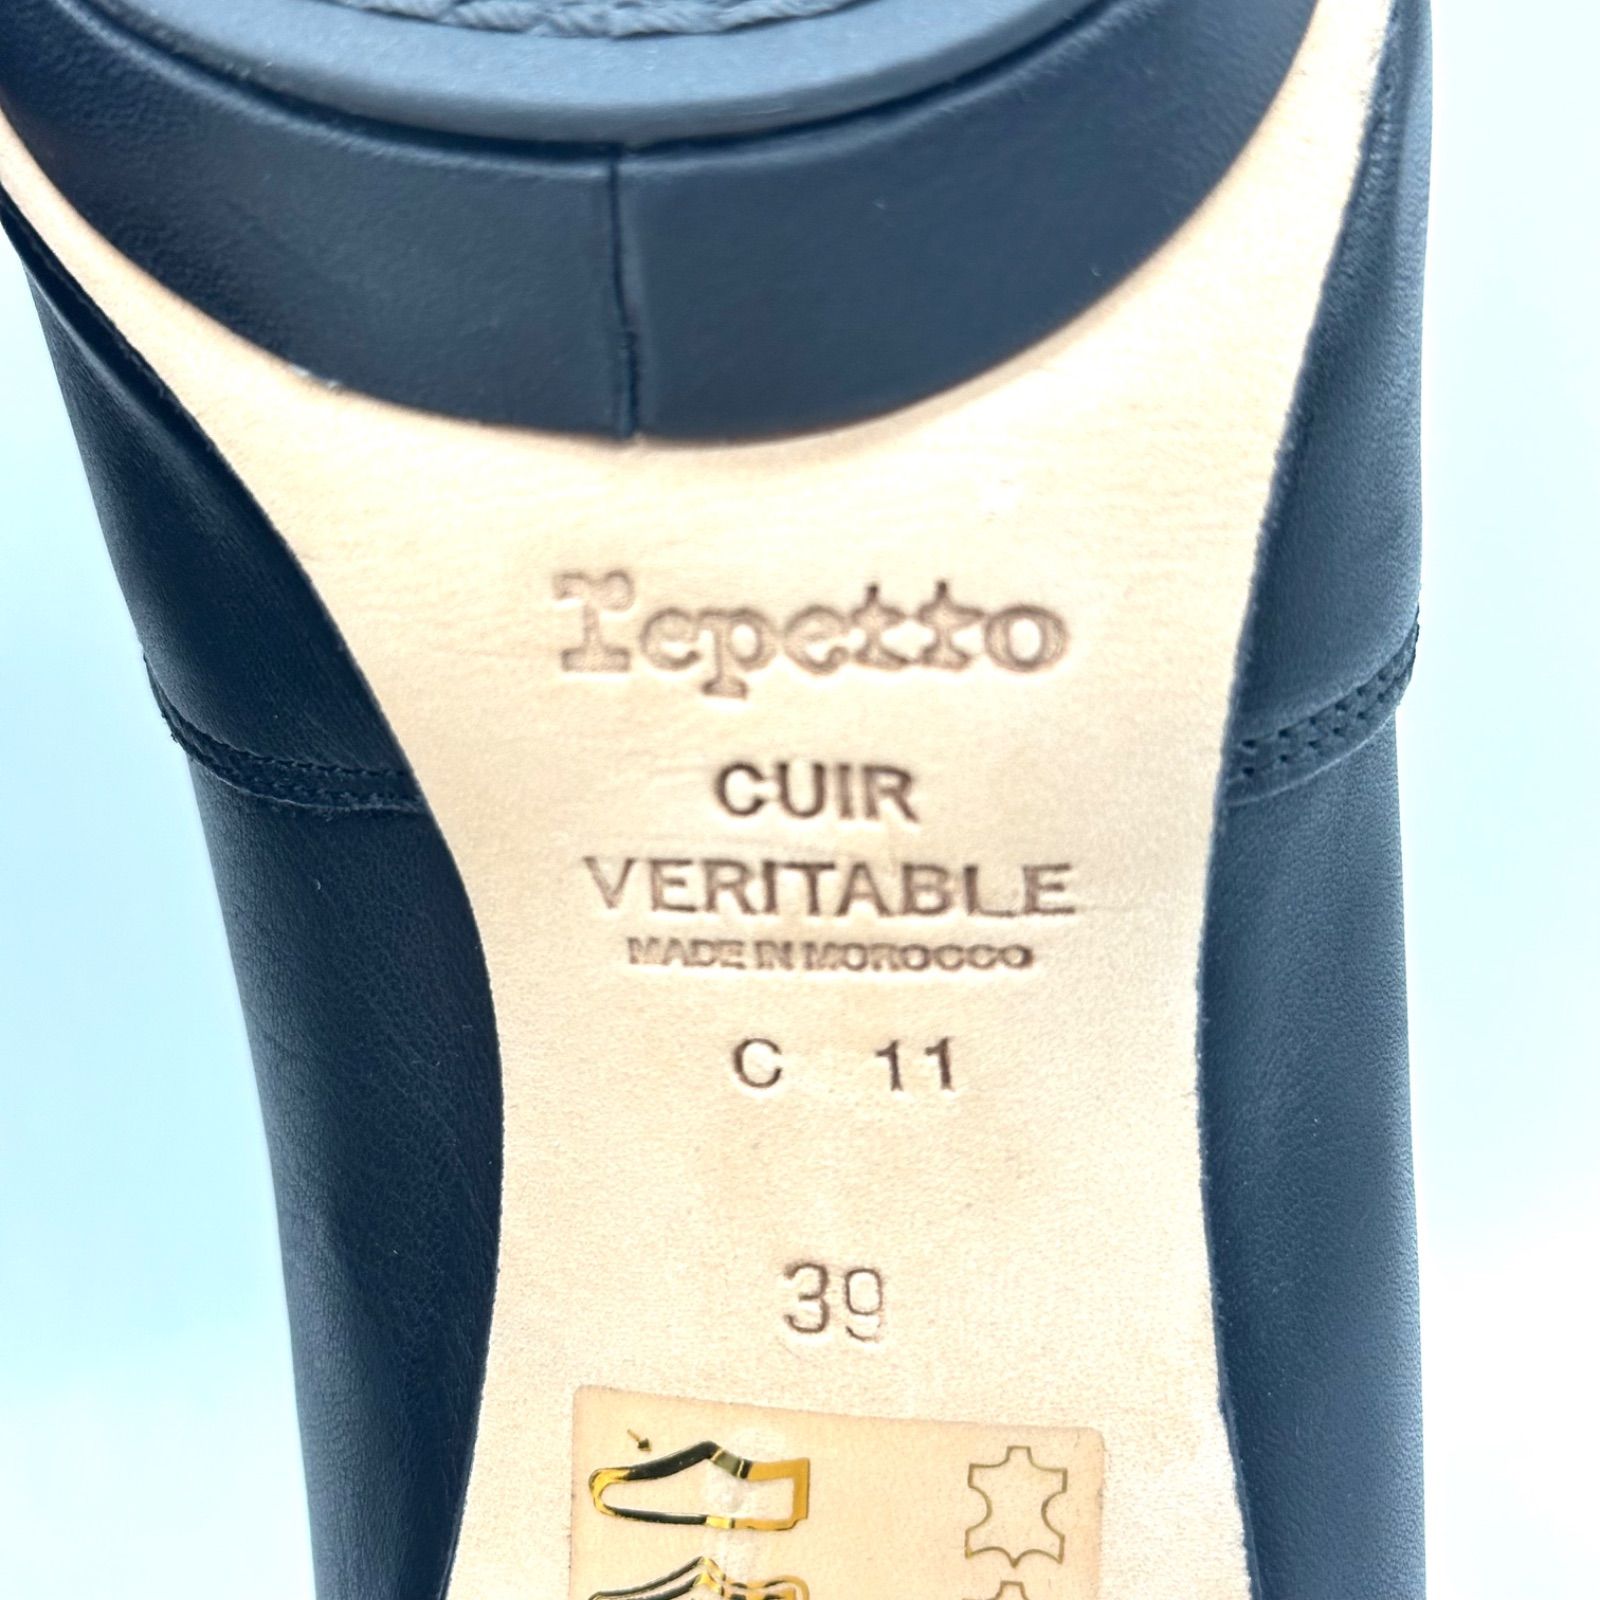 repetto
CUIR
VERITABLE
MADE IN MOROCCO
C 11
39